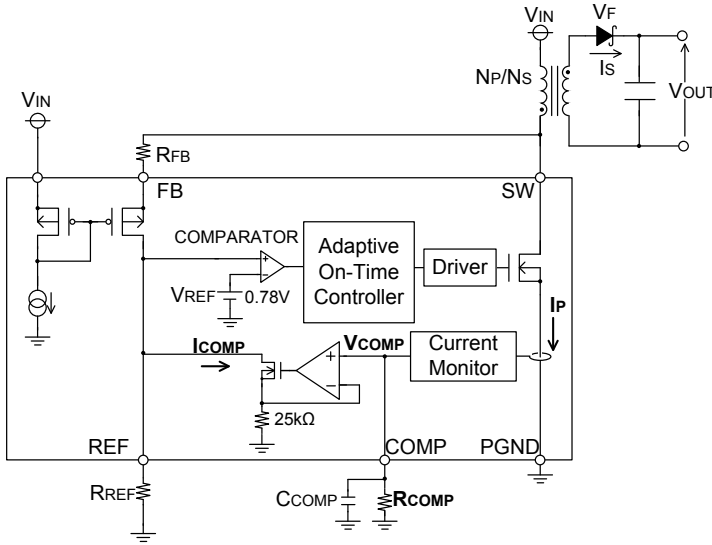 VIN
VF
IS
NP/NS
VOUT
VIN
RFB
FB
SW
COMPARATOR
Adaptive
On-Time
Controller
Driver
VREF
0.78V
+
−
IP
ICOMP
VCOMP
Current
Monitor
+
−
25kΩ
REF
COMP
PGND
RREF
CCOMP
RCOMP